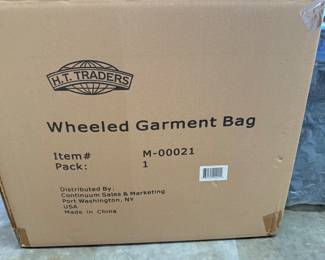 H.T. TRADERS
Wheeled Garment Bag
Item# M-00021
Pack: 1
Distributed By:
Continuum Sales & Marketing
Port Washington, NY
USA
Made in China